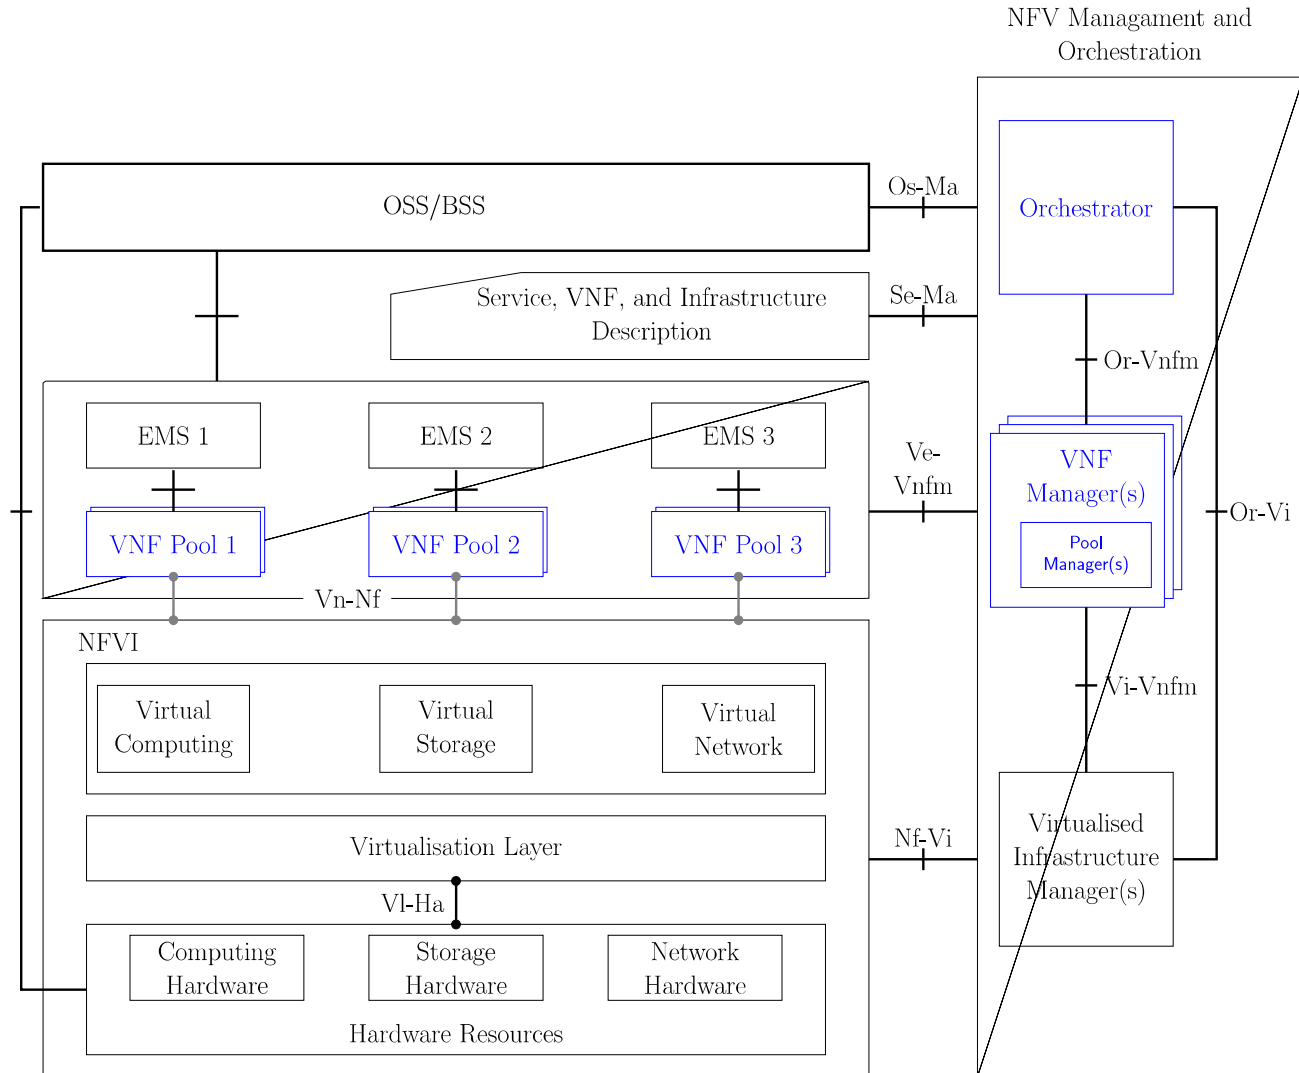 NFV Managament and
Orchestration
OSS/BSS
Os-Ma
Orchestrator
Service, VNF, and Infrastructure
Description
Se-Ma
Or-Vnfm
EMS 1
EMS 2
EMS 3
Ve-
Vnfm
VNF
Manager(s)
Pool
Manager(s)
Or-Vi
VNF Pool 1
VNF Pool 2
VNF Pool 3
Vn-Nf
NFVI
Virtual
Computing
Virtual
Storage
Virtual
Network
Vi-Vnfm
Virtualisation Layer
Nf-Vi
Virtualised
Infrastructure
Manager(s)
Vl-Ha
Computing
Hardware
Storage
Hardware
Network
Hardware
Hardware Resources